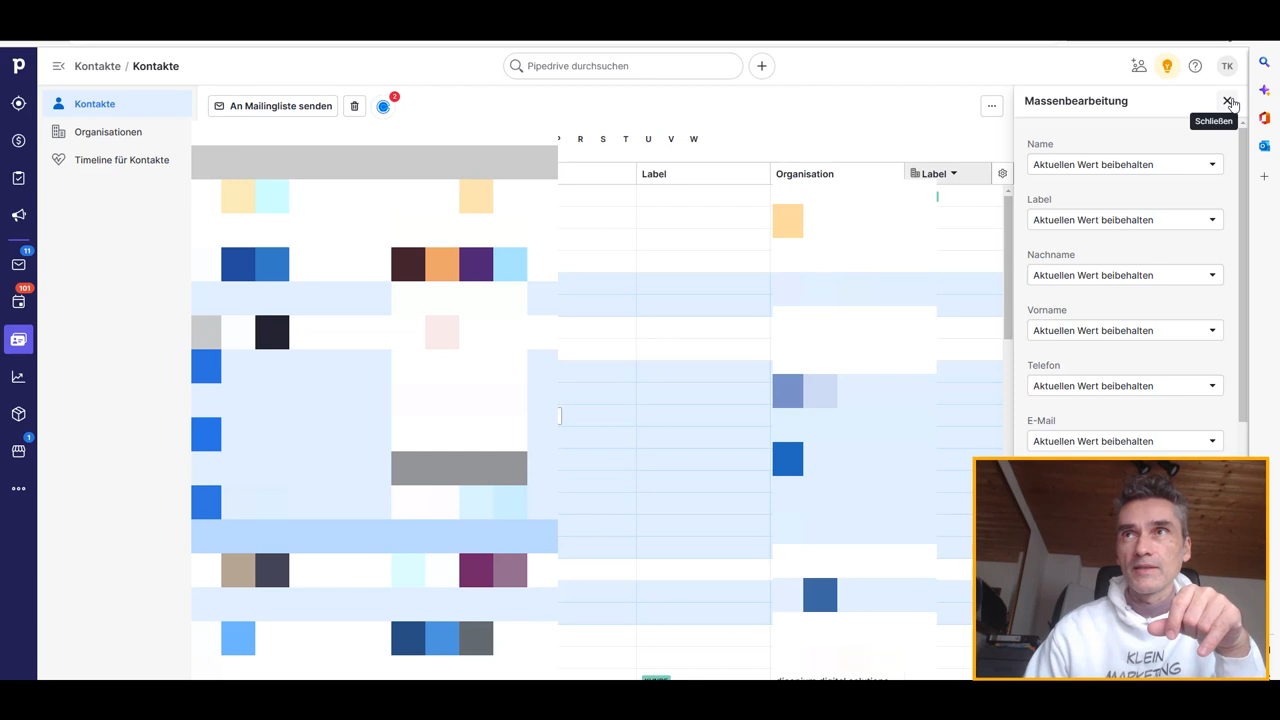 Kontakte / Kontakte
Pipedrive durchsuchen
TK
Kontakte
Organisationen
Timeline für Kontakte
An Mailingliste senden
2
P R S T U V W
Label
Organisation
Label
11
101
1
Massenbearbeitung
Schließen
Name
Aktuellen Wert beibehalten
Label
Aktuellen Wert beibehalten
Nachname
Aktuellen Wert beibehalten
Vorname
Aktuellen Wert beibehalten
Telefon
Aktuellen Wert beibehalten
E-Mail
Aktuellen Wert beibehalten
KLEIN
MARKETING